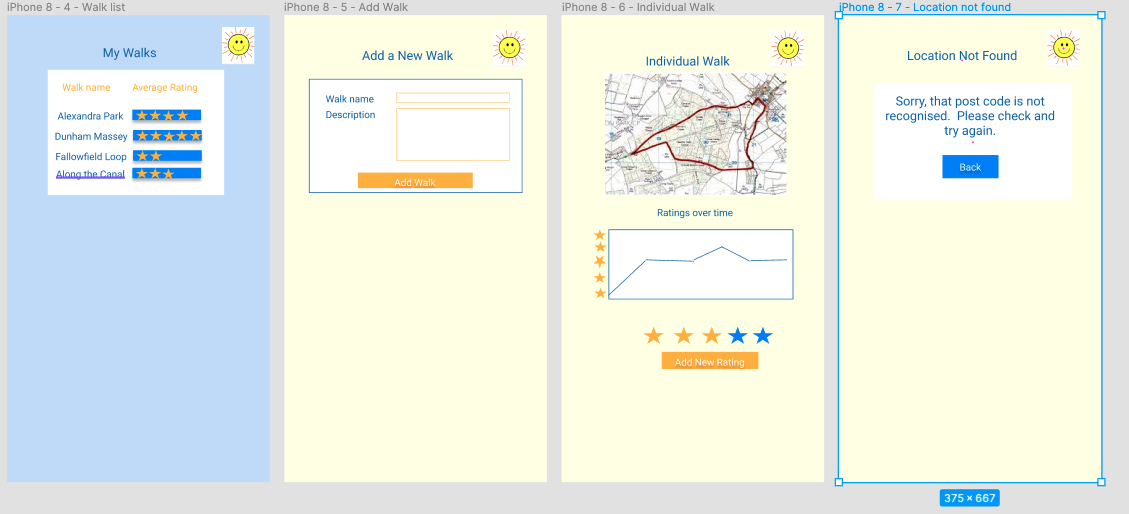 iPhone 8 - 4 - Walk list
My Walks
Walk name Average Rating
Alexandra Park
Dunham Massey
Fallowfield Loop
Along the Canal
iPhone 8 - 5 - Add Walk
Add a New Walk
Walk name
Description
Add Walk
iPhone 8 - 6 - Individual Walk
Individual Walk
Ratings over time
Add New Rating
iPhone 8 - 7 - Location not found
Location Not Found
Sorry, that post code is not
recognised. Please check and
try again.
Back
375 × 667